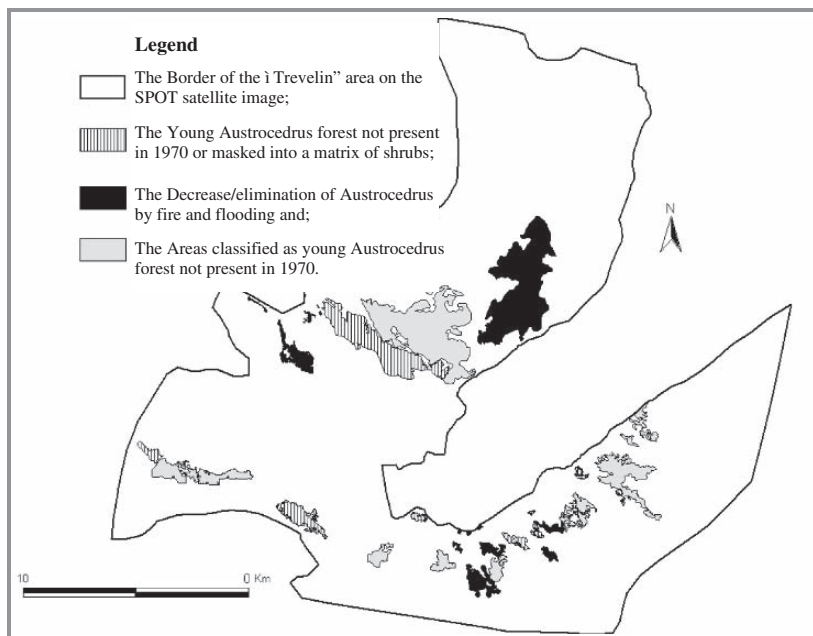 Legend
The Border of the ì Trevelin” area on the
SPOT satellite image;
The Young Austrocedrus forest not present
in 1970 or masked into a matrix of shrubs;
The Decrease/elimination of Austrocedrus
by fire and flooding and;
The Areas classified as young Austrocedrus
forest not present in 1970.
N
10 0 Km